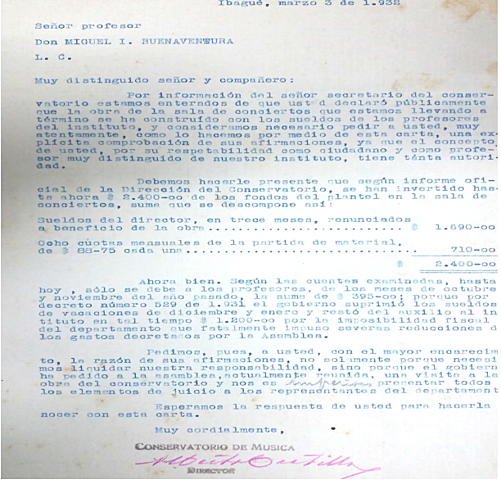 Ibagué, marzo 3 de 1.932
Señor profesor
Don MIGUEL I. BUENAVENTURA
L. C.
Muy distinguido señor y compañero:
Por información del señor secretario del conser-
vatorio estamos enterados de que usted declaró públicamente
que la obra de la sala de conciertos que estamos llevando a
término se ha construído con los sueldos de los profesores
del instituto, y consideramos necesario pedir a usted, muy
atentamente, como lo hacemos por medio de esta carta, una ex-
plícita comprobación de sus afirmaciones, ya que el concepto
de usted, por su respetabilidad como ciudadano y como profe-
sor muy distinguido de nuestro instituto, tiene tánta autori-
dad.
Debemos hacerle presente que según informe ofi-
cial de la Dirección del Conservatorio, se han invertido has-
ta ahora $ 2.400-00 de los fondos del plantel en la sala de
conciertos, suma que se descompone así:
Sueldos del director, en trece meses, renunciados
a beneficio de la obra........................ $ 1.690-00
Ocho cuotas mensuales de la partida de material,
de $ 88-75 cada una........................... 710-00
$ 2.400-00
Ahora bien. Según las cuentas examinadas, hasta
hoy , sólo se debe a los profesores, de los meses de octubre
y noviembre del año pasado, la suma de $ 395-00; porque por
decreto número 529 de 1.931 el gobierno suprimió los sueldos
de vacaciones de diciembre y enero y restó del auxilio al in
tituto en tal tiempo $ 1.200-00 por la imposibilidad fiscal
del departamento que fatalmente impuso severas reducciones d
los gastos decretados por la Asamblea.
Pedimos, pues, a usted, con el mayor encarecimi
to, la razón de sus afirmaciones, no solamente porque necesi
mos liquidar nuestra responsabilidad, sino porque el gobiern
ha pedido a la asamblea, actualmente reunida, una visita a la
obra del conservatorio y nos es imperioso presentar todos
los elementos de juicio a los representantes del departament
Esperamos la respuesta de usted para hacerla
nocer con esta carta.
Muy cordialmente,
CONSERVATORIO DE MUSICA
Alberto Castilla
DIRECTOR